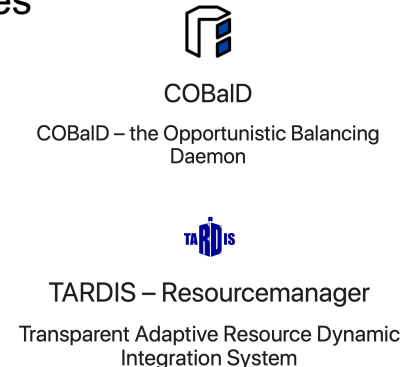 es
COBalD
COBalD – the Opportunistic Balancing
Daemon
TARDIS
TARDIS – Resourcemanager
Transparent Adaptive Resource Dynamic
Integration System